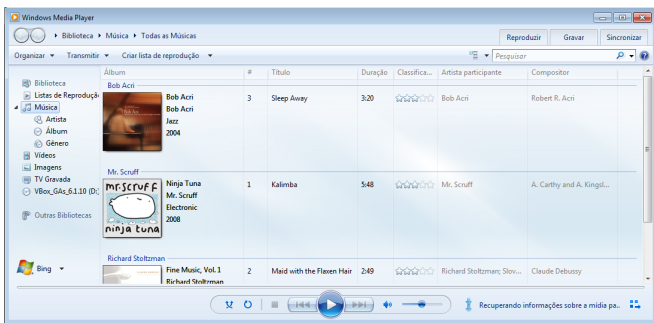 Windows Media Player
Biblioteca Música Todas as Músicas
Reproduzir Gravar Sincronizar
Organizar Transmitir Criar lista de reprodução Pesquisar
Álbum # Título Duração Classifica... Artista participante Compositor
Biblioteca
Listas de Reproduçã
Música
Artista
Álbum
Gênero
Vídeos
Imagens
TV Gravada
VBox_GAs_6.1.10 (D:
Outras Bibliotecas
Bing
Bob Acri
Bob Acri 3 Sleep Away 3:20 Bob Acri Robert R. Acri
Bob Acri
Jazz
2004
Mr. Scruff
mr.scruff
ninja tuna
Ninja Tuna 1 Kalimba 5:48 Mr. Scruff A. Carthy and A. Kingsl...
Mr. Scruff
Electronic
2008
Richard Stoltzman
Fine Music, Vol. 1 2 Maid with the Flaxen Hair 2:49 Richard Stoltzman; Slov... Claude Debussy
Richard Stoltzman
Recuperando informações sobre a mídia pa...